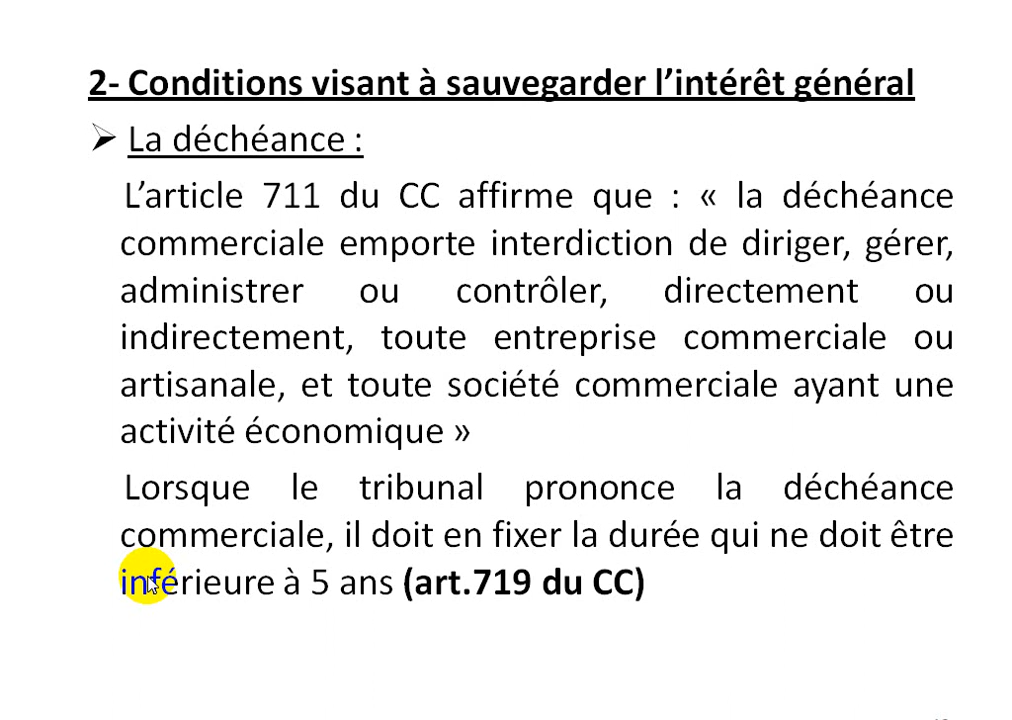 2- Conditions visant à sauvegarder l’intérêt général
➢ La déchéance :
L’article 711 du CC affirme que : « la déchéance
commerciale emporte interdiction de diriger, gérer,
administrer ou contrôler, directement ou
indirectement, toute entreprise commerciale ou
artisanale, et toute société commerciale ayant une
activité économique »
Lorsque le tribunal prononce la déchéance
commerciale, il doit en fixer la durée qui ne doit être
inférieure à 5 ans (art.719 du CC)